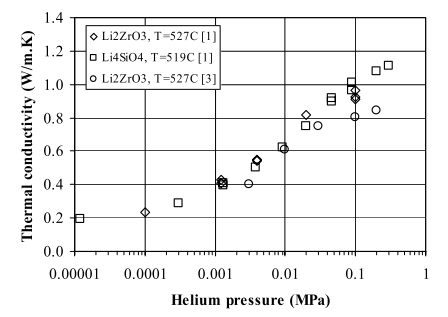 1.4
1.2
1.0
0.8
0.6
0.4
0.2
0.0
Thermal conductivity (W/m.K)
Li2ZrO3, T=527C [1]
Li4SiO4, T=519C [1]
Li2ZrO3, T=527C [3]
0.00001 0.0001 0.001 0.01 0.1 1
Helium pressure (MPa)